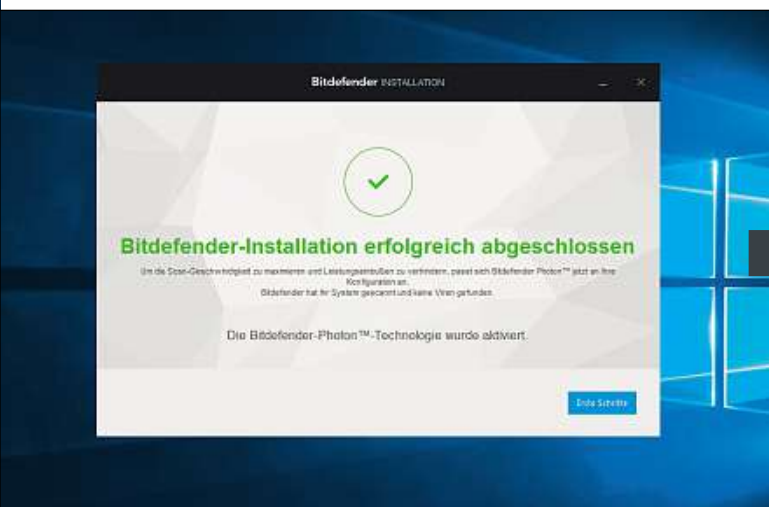 Bitdefender INSTALLATION
Bitdefender-Installation erfolgreich abgeschlossen
Um die Scan-Geschwindigkeit zu maximieren und Leistungseinbußen zu verhindern, passt sich Bitdefender Photon™ jetzt an Ihre
Konfiguration an.
Bitdefender hat Ihr System gescannt und keine Viren gefunden.
Die Bitdefender-Photon™-Technologie wurde aktiviert.
Erste Schritte